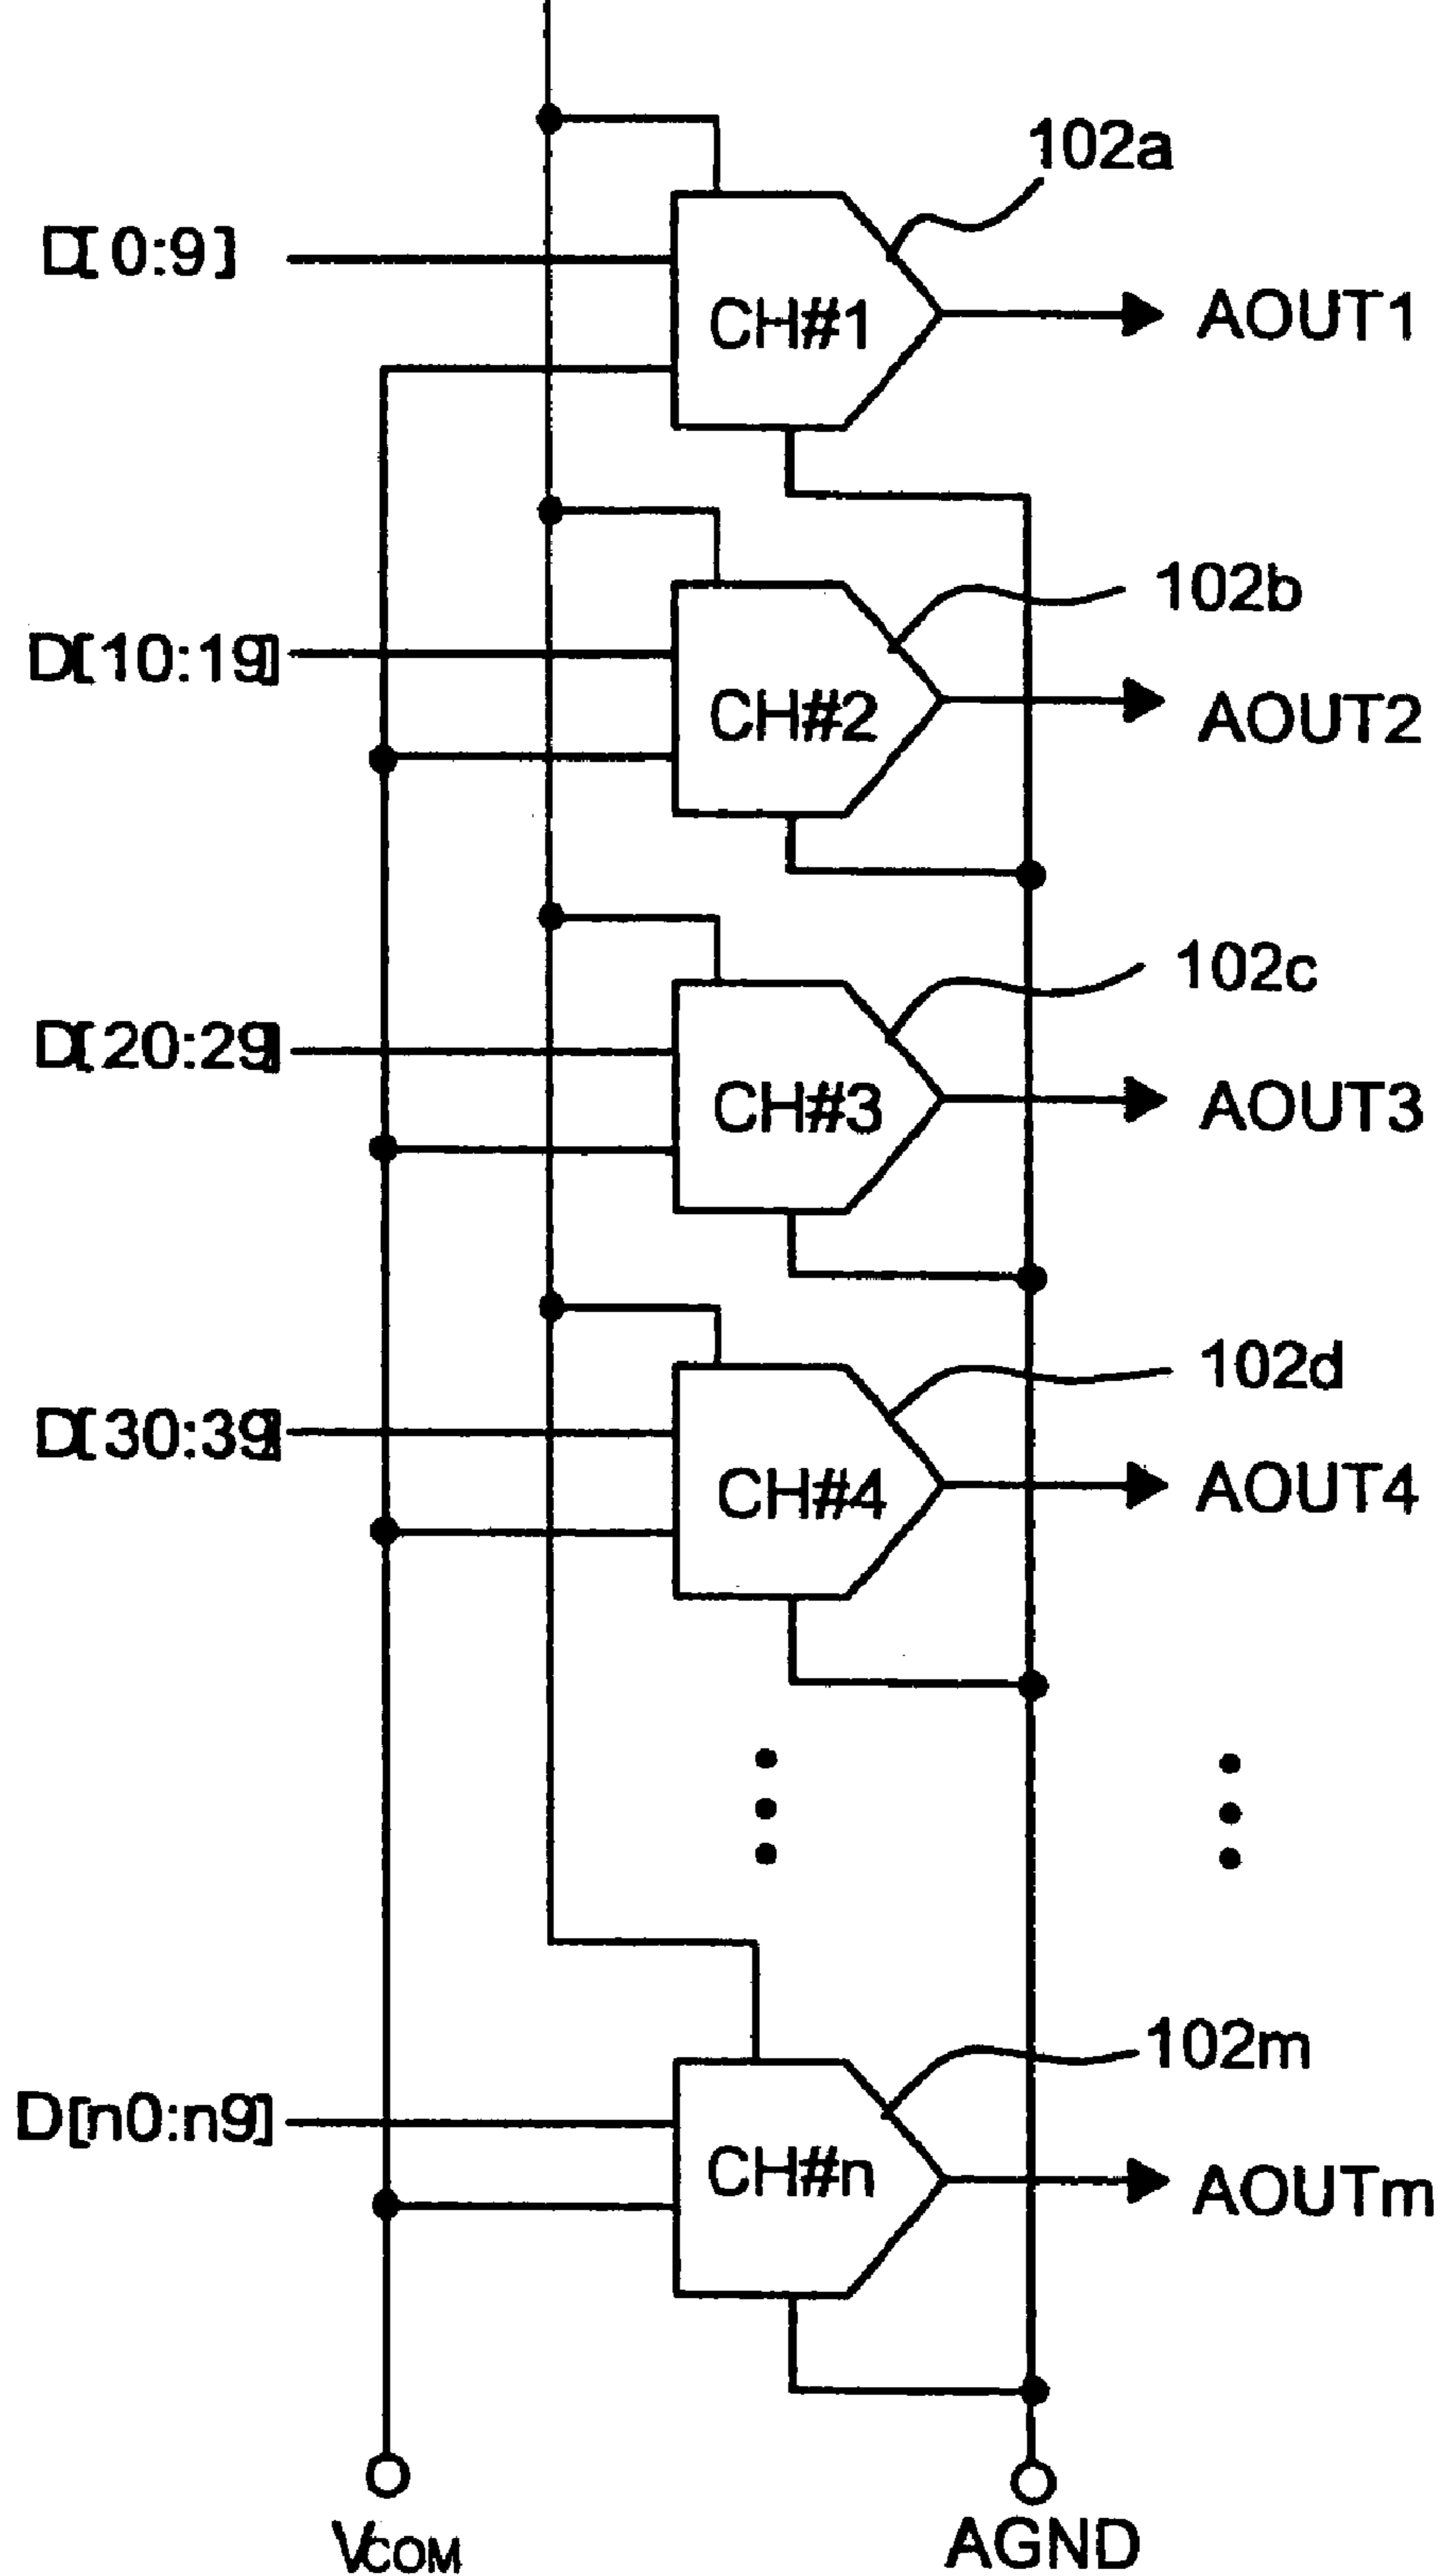 102a
D[0:9]
CH#1
AOUT1
102b
D[10:19]
CH#2
AOUT2
102c
D[20:29]
CH#3
AOUT3
102d
D[30:39]
CH#4
AOUT4
102m
D[n0:n9]
CH#n
AOUTm
VCOM
AGND